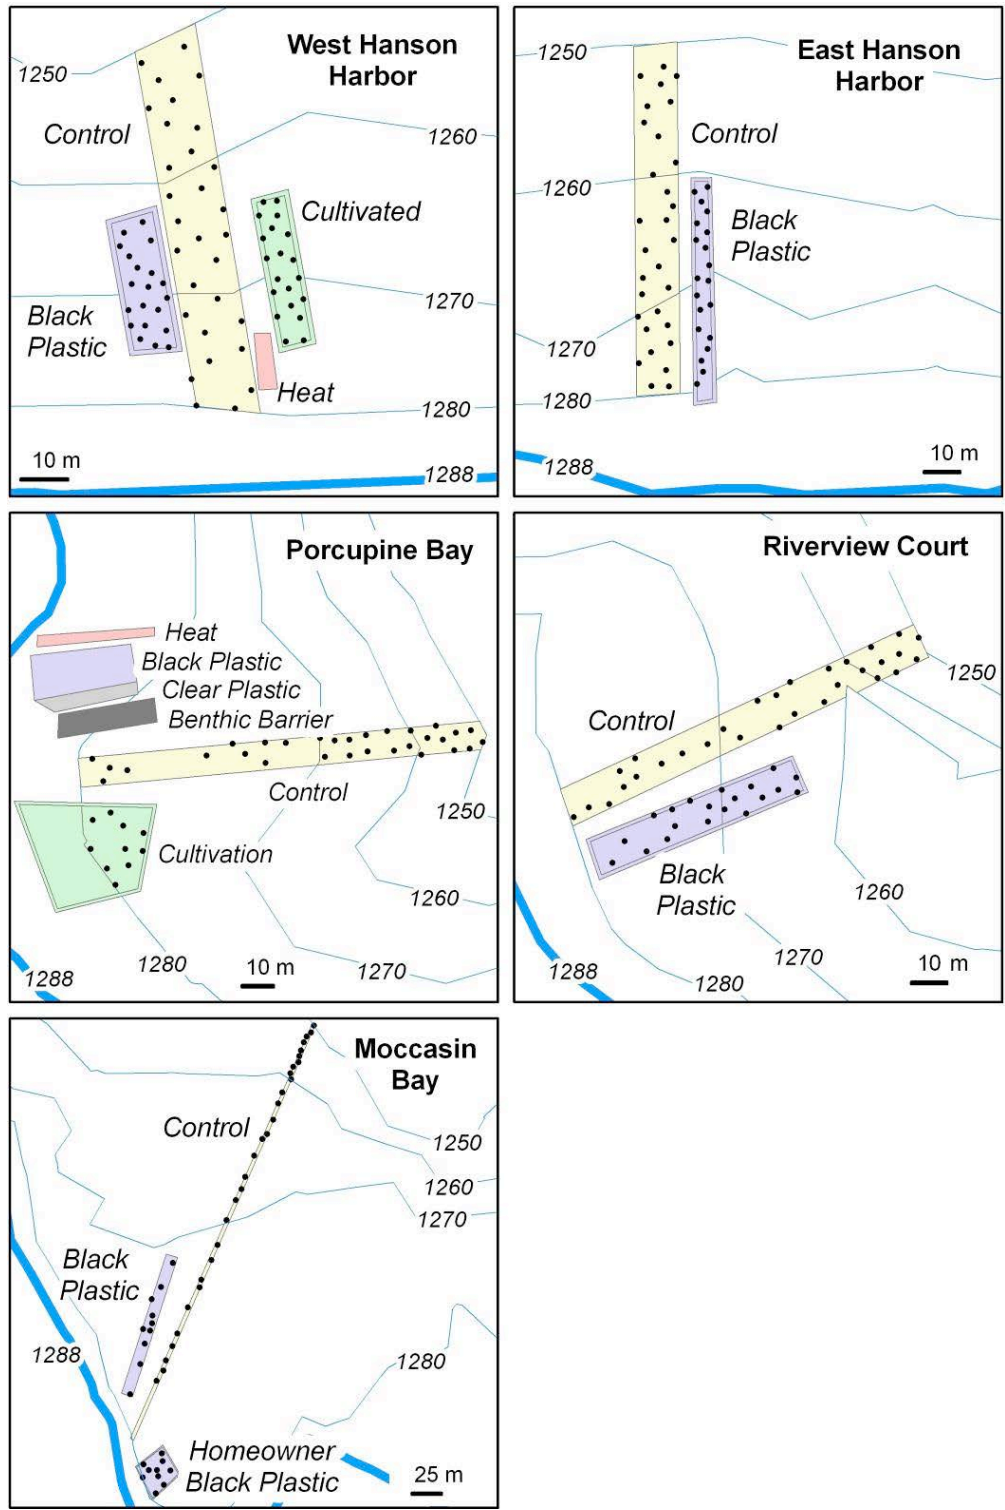 West Hanson
Harbor
1250
Control
1260
Cultivated
Black
Plastic
1270
Heat
1280
10 m
1288
East Hanson
Harbor
1250
Control
1260
Black
Plastic
1270
1280
10 m
1288
Porcupine Bay
Heat
Black Plastic
Clear Plastic
Benthic Barrier
Control
1250
Cultivation
1260
1288
1280
10 m
1270
Riverview Court
1250
Control
Black
Plastic
1260
1270
1288
1280
10 m
Moccasin
Bay
Control
1250
1260
1270
Black
Plastic
1288
1280
Homeowner
Black Plastic
25 m